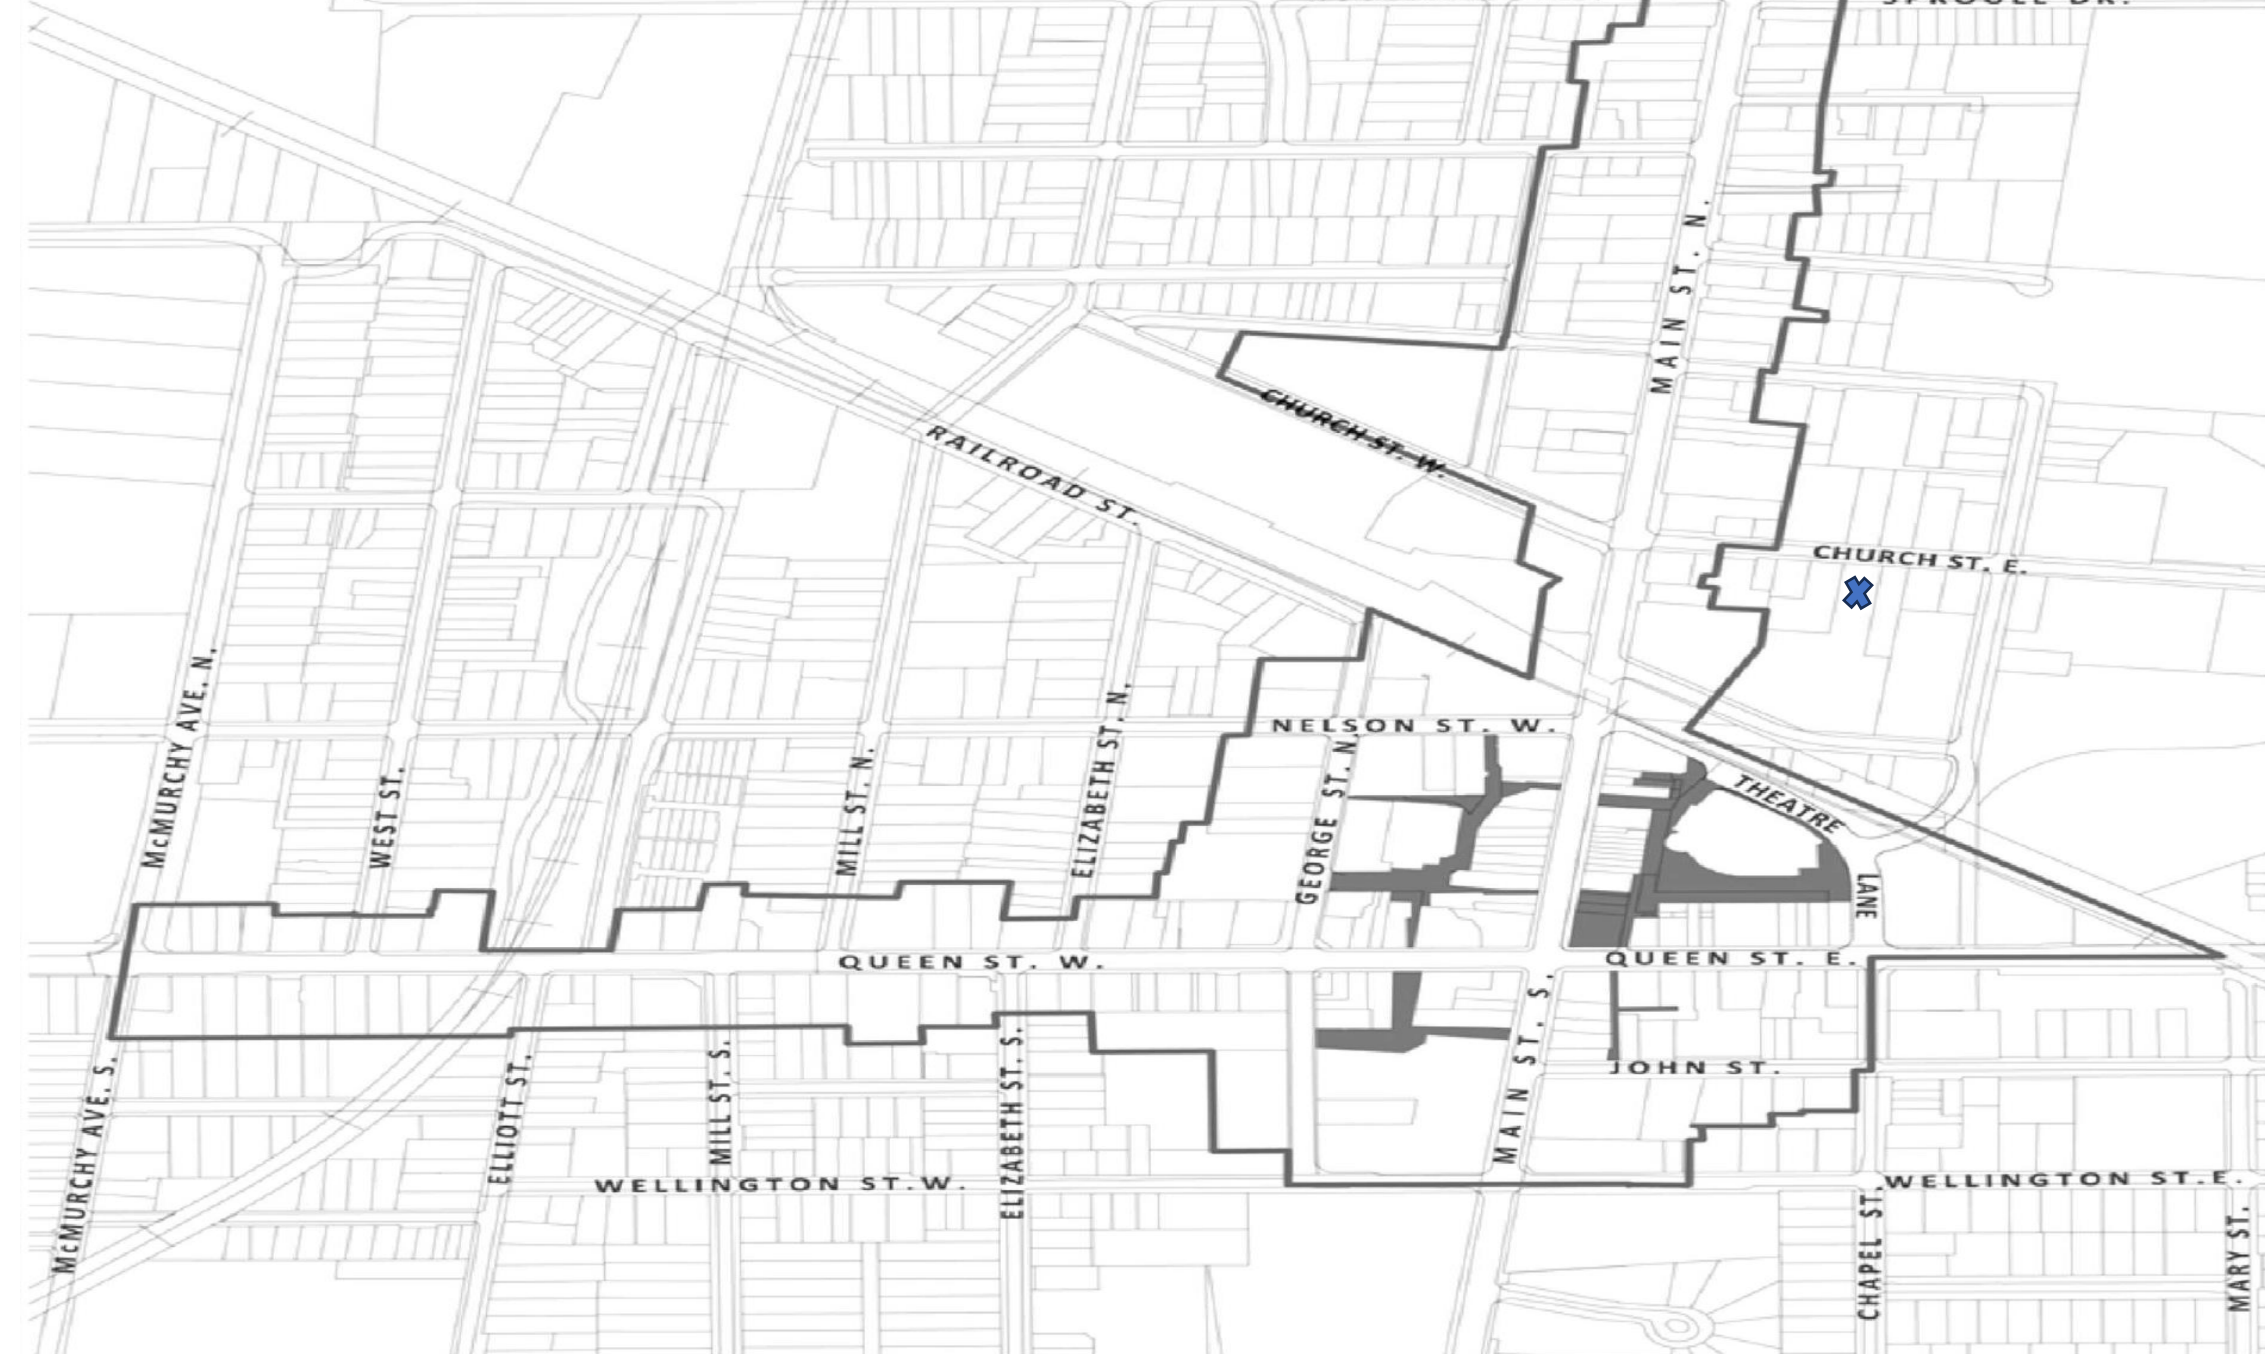 SPROULE DR.
MAIN ST. N.
CHURCH ST. W.
RAILROAD ST.
CHURCH ST. E.
McMURCHY AVE. N.
WEST ST.
MILL ST. N.
ELIZABETH ST. N.
NELSON ST. W.
GEORGE ST. N.
THEATRE
LANE
QUEEN ST. W.
QUEEN ST. E.
McMURCHY AVE. S.
ELLIOTT ST.
MILL ST. S.
ELIZABETH ST. S.
MAIN ST. S.
JOHN ST.
WELLINGTON ST.W.
WELLINGTON ST.E.
CHAPEL ST.
MARY ST.